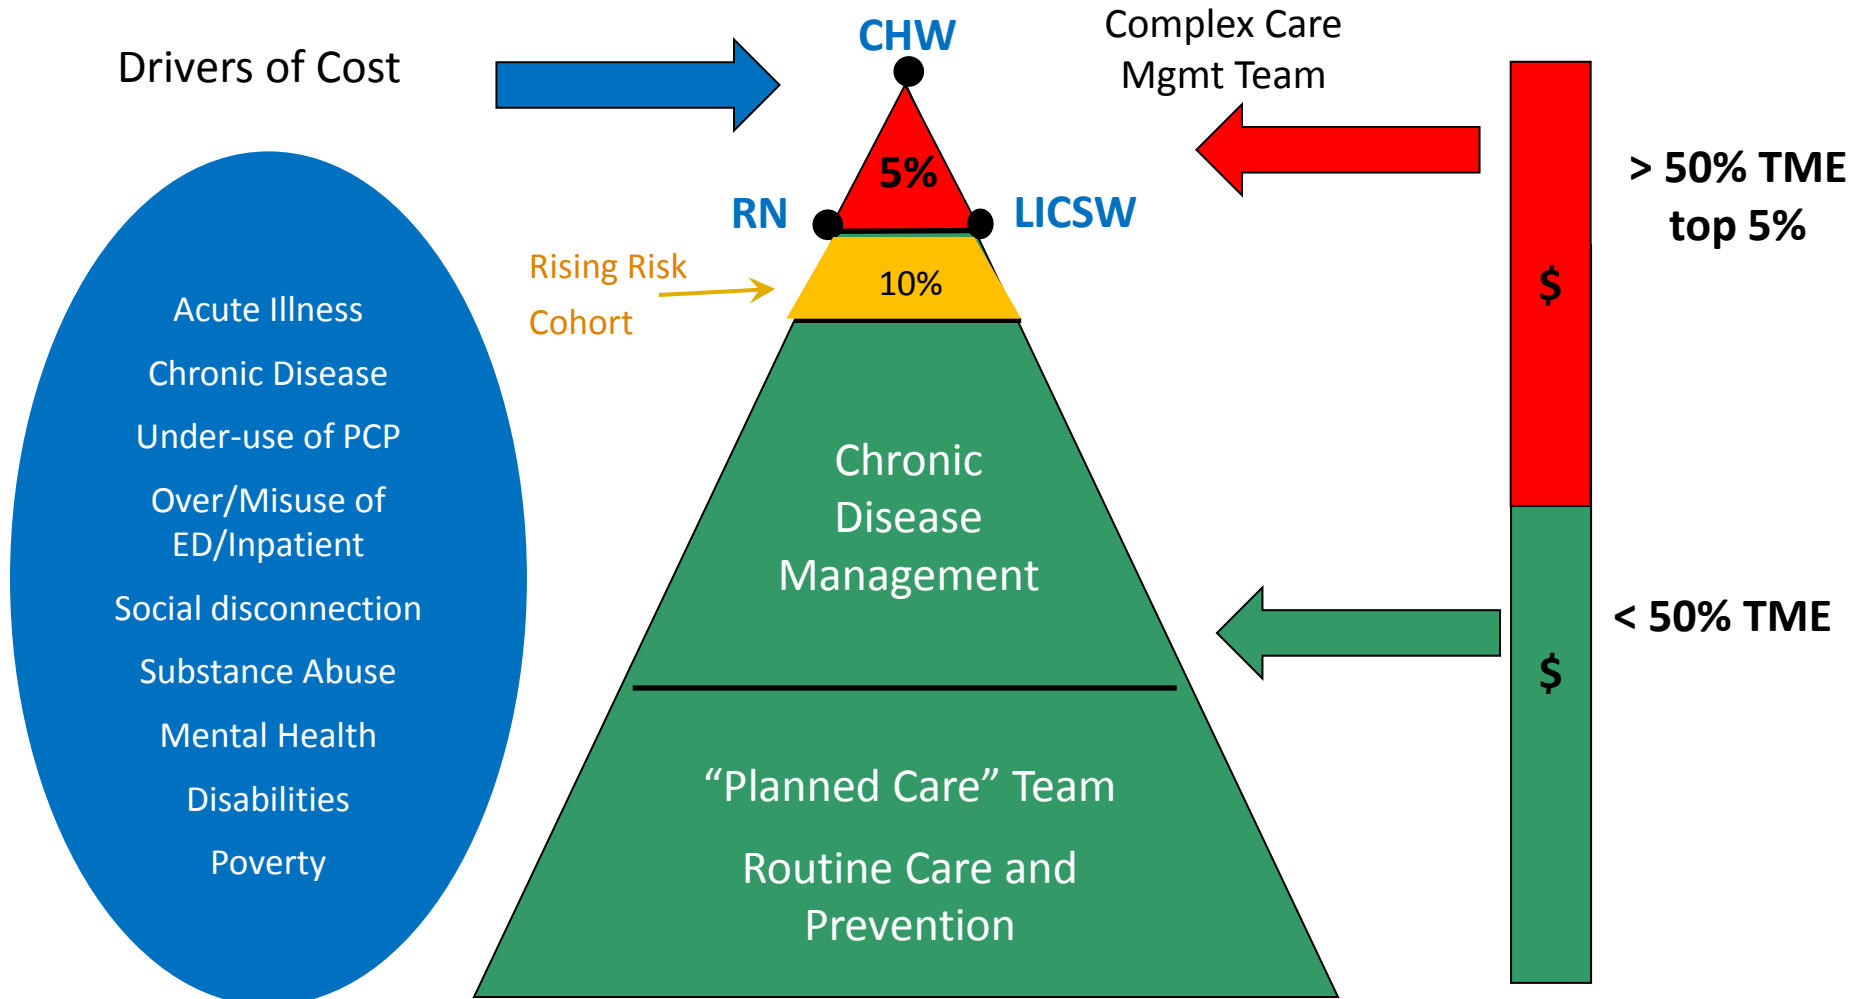 Drivers of Cost
Acute Illness
Chronic Disease
Under-use of PCP
Over/Misuse of
ED/Inpatient
Social disconnection
Substance Abuse
Mental Health
Disabilities
Poverty
CHW
5%
RN
LICSW
Rising Risk
Cohort
10%
Chronic
Disease
Management
“Planned Care” Team
Routine Care and
Prevention
Complex Care
Mgmt Team
$
> 50% TME
top 5%
$
< 50% TME